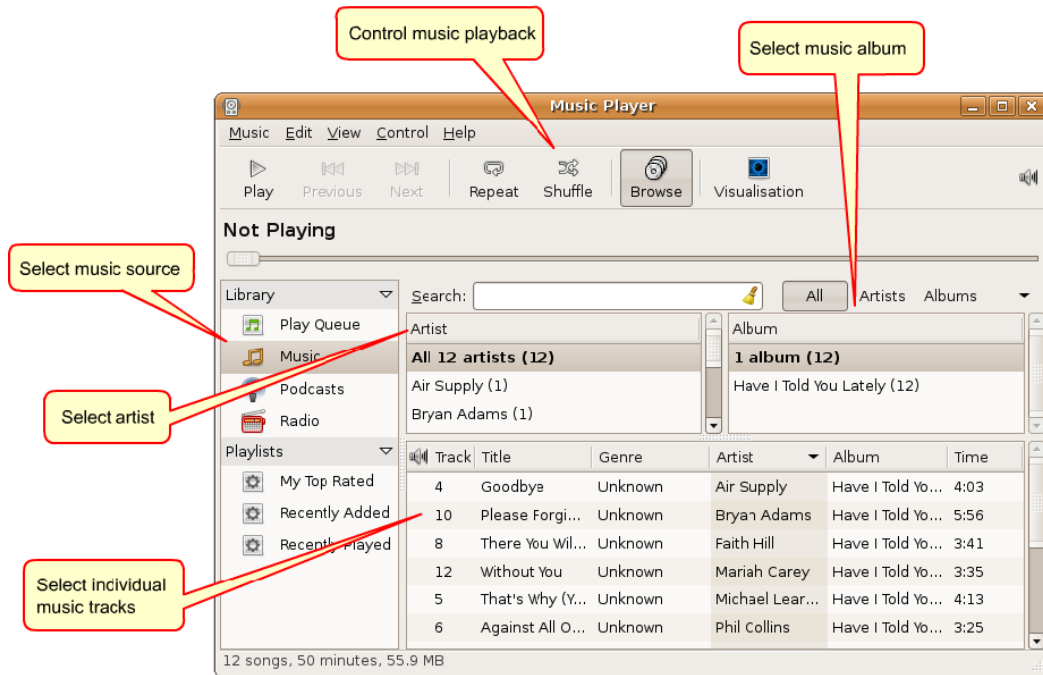 Control music playback
Select music album
Music Player
Music Edit View Control Help
Play Previous Next Repeat Shuffle Browse Visualisation
Not Playing
Select music source
Library
Search: All Artists Albums
Play Queue
Music
Podcasts
Radio
Select artist
Artist
All 12 artists (12)
Air Supply (1)
Bryan Adams (1)
Album
1 album (12)
Have I Told You Lately (12)
Playlists
My Top Rated
Recently Added
Recently Played
Select individual
music tracks
Track Title Genre Artist Album Time
4 Goodbye Unknown Air Supply Have I Told Yo... 4:03
10 Please Forgi... Unknown Bryan Adams Have I Told Yo... 5:56
8 There You Wil... Unknown Faith Hill Have I Told Yo... 3:41
12 Without You Unknown Mariah Carey Have I Told Yo... 3:35
5 That's Why (Y... Unknown Michael Lear... Have I Told Yo... 4:13
6 Against All O... Unknown Phil Collins Have I Told Yo... 3:25
12 songs, 50 minutes, 55.9 MB